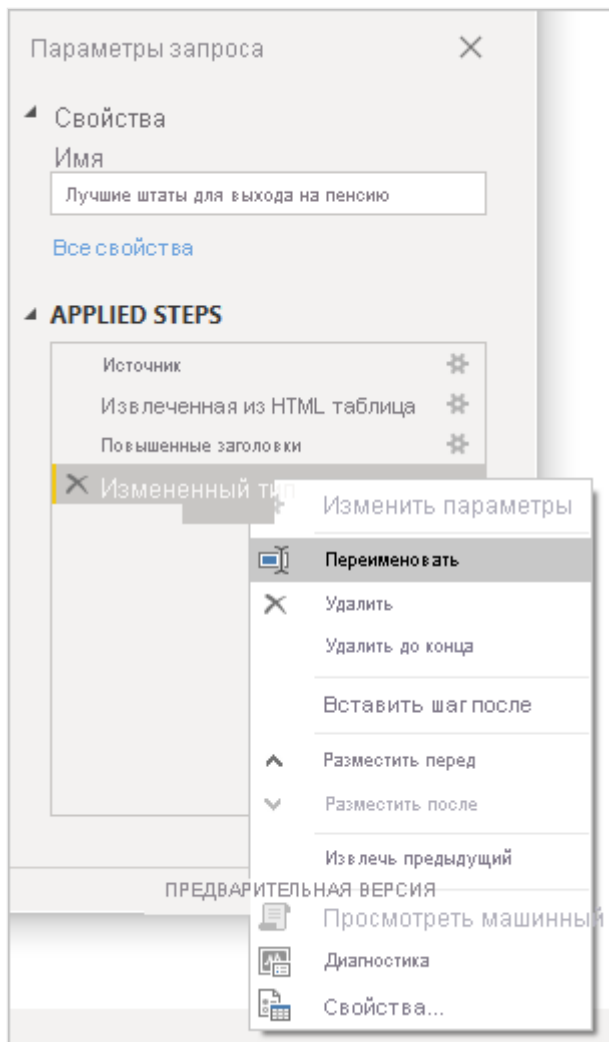 Параметры запроса
Свойства
Имя
Лучшие штаты для выхода на пенсию
Все свойства
APPLIED STEPS
Источник
Извлеченная из HTML таблица
Повышенные заголовки
Измененный тип
Изменить параметры
Переименовать
Удалить
Удалить до конца
Вставить шаг после
Разместить перед
Разместить после
Извлечь предыдущий
ПРЕДВАРИТЕЛЬНАЯ ВЕРСИЯ
Просмотреть машинный
Диагностика
Свойства...